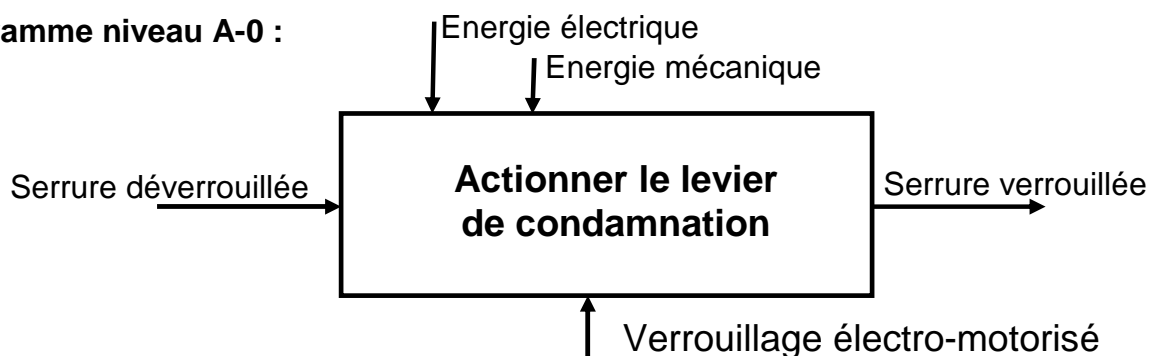 amme niveau A-0 :
Energie électrique
Energie mécanique
Actionner le levier
de condamnation
Serrure déverrouillée
Serrure verrouillée
Verrouillage électro-motorisé